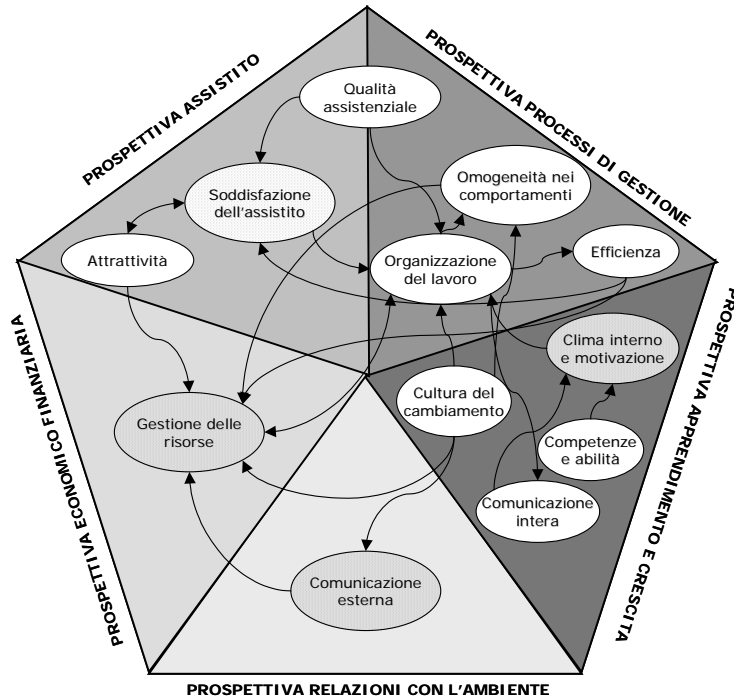 PROSPETTIVA ASSISTITO
PROSPETTIVA PROCESSI DI GESTIONE
Qualità
assistenziale
Omogeneità nei
comportamenti
Soddisfazione
dell'assistito
Attrattività
Organizzazione
del lavoro
Efficienza
Clima interno
e motivazione
Cultura del
cambiamento
Gestione delle
risorse
Competenze
e abilità
Comunicazione
intera
Comunicazione
esterna
PROSPETTIVA ECONOMICO FINANZIARIA
PROSPETTIVA APPRENDIMENTO E CRESCITA
PROSPETTIVA RELAZIONI CON L'AMBIENTE